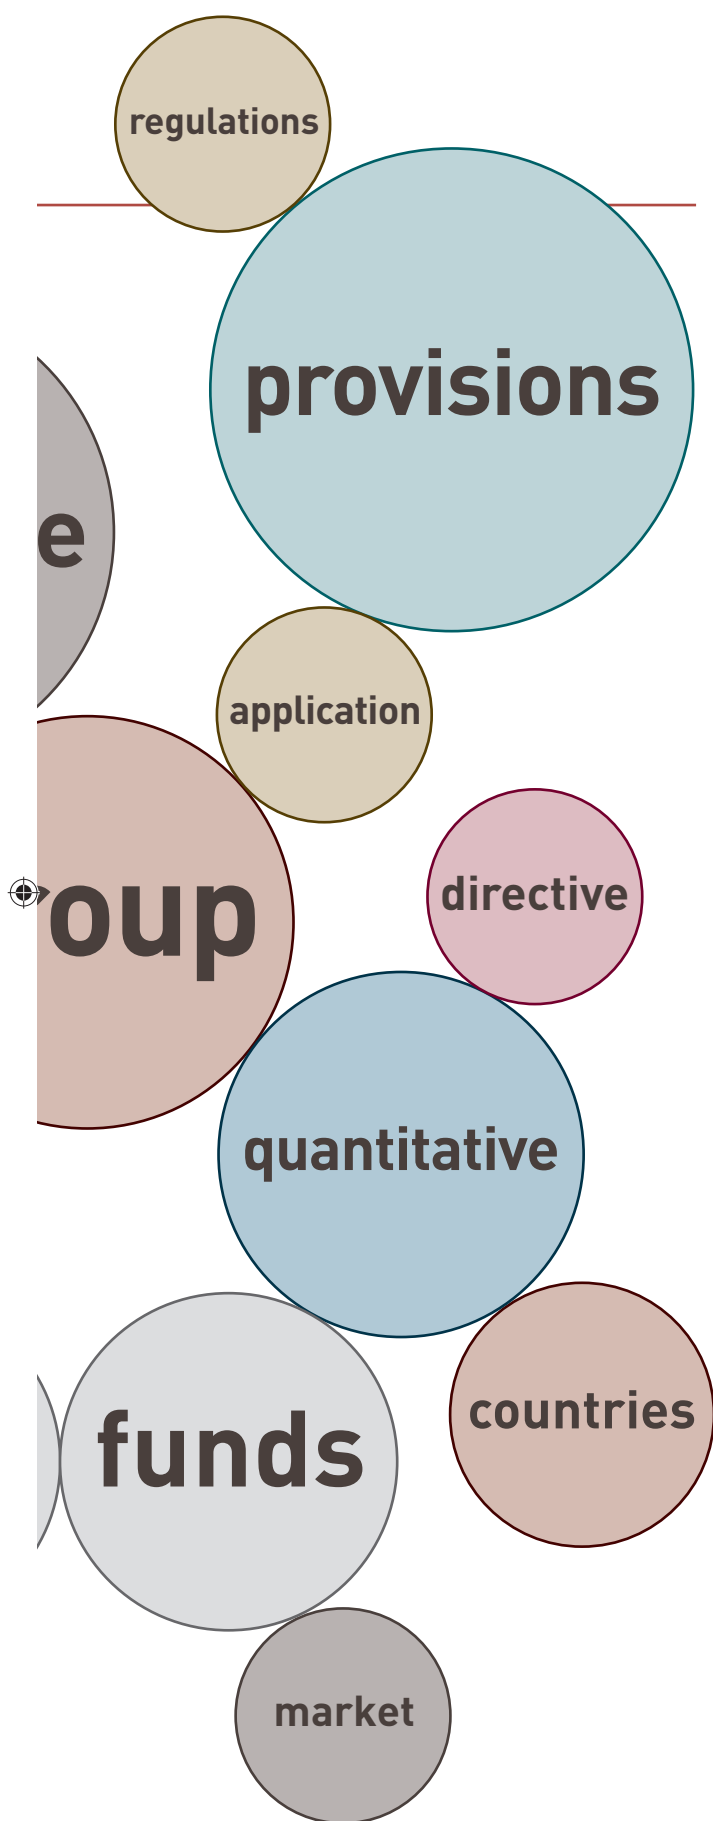 regulations
provisions
e
application
directive
oup
quantitative
countries
funds
market